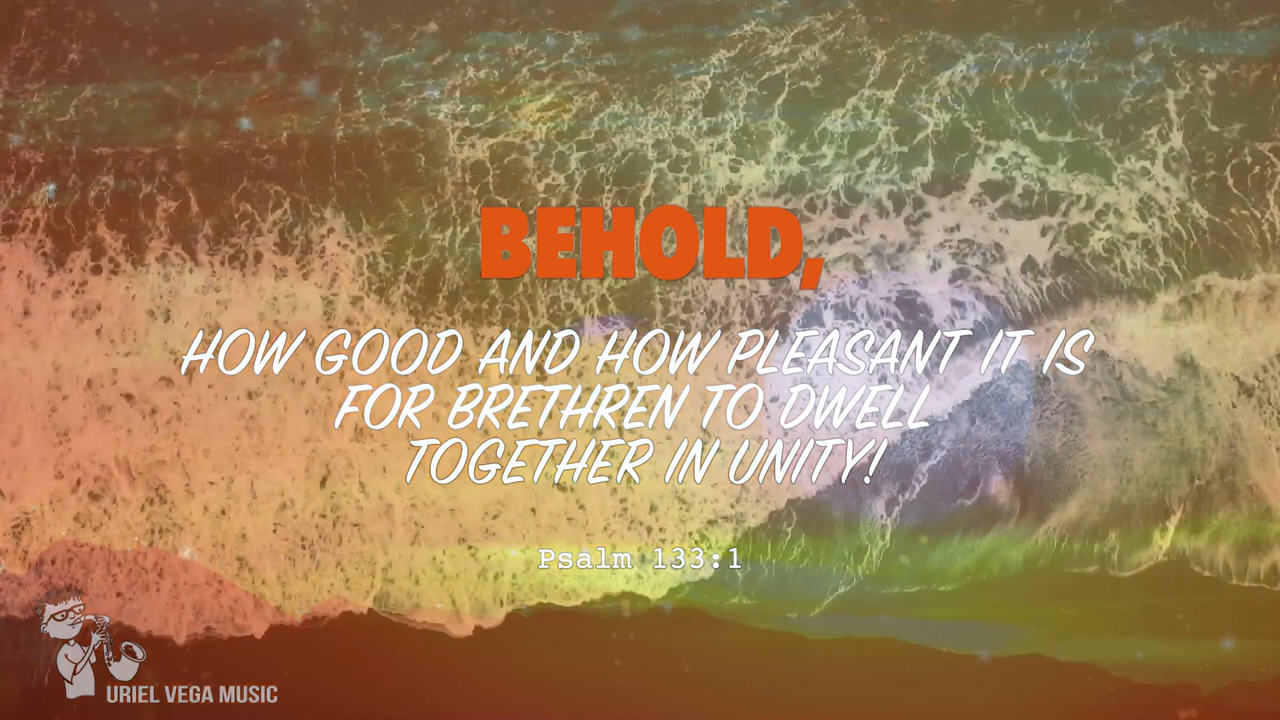 BEHOLD,
HOW GOOD AND HOW PLEASANT IT IS
FOR BRETHREN TO DWELL
TOGETHER IN UNITY!
Psalm 133:1
URIEL VEGA MUSIC